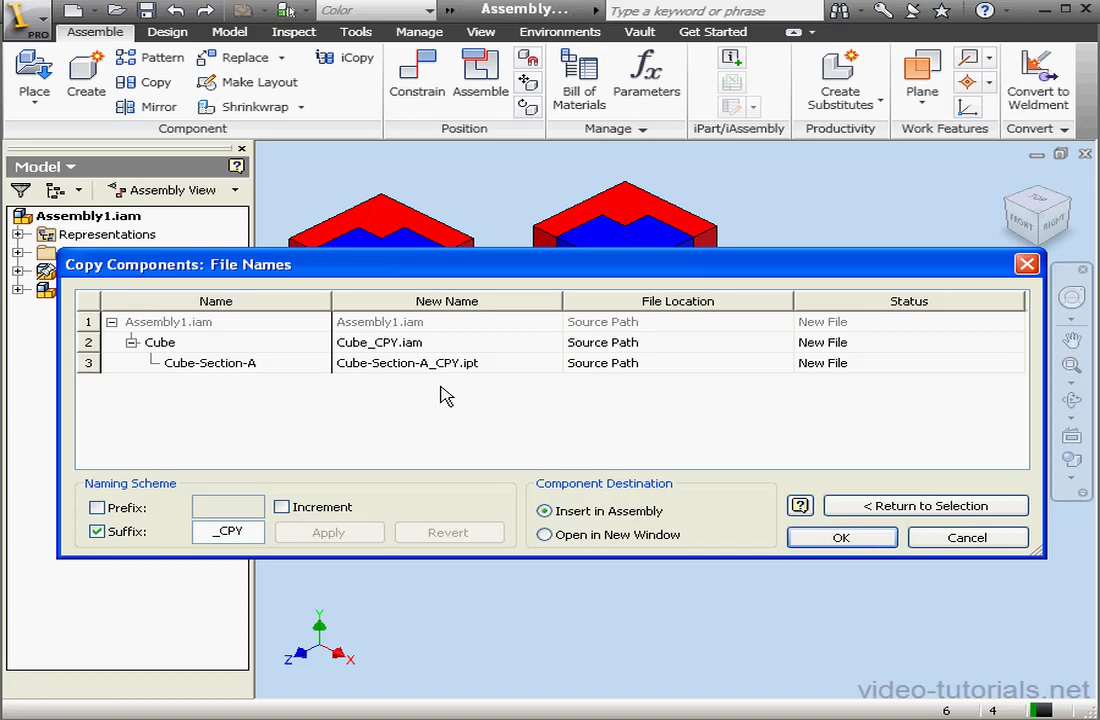 PRO
Color
Assembly...
Type a keyword or phrase
Assemble Design Model Inspect Tools Manage View Environments Vault Get Started
Place
Create
Pattern
Copy
Mirror
Replace
Make Layout
Shrinkwrap
iCopy
Component
Constrain
Assemble
Position
Bill of
Materials
fx
Parameters
Manage
iPart/iAssembly
Create
Substitutes
Productivity
Plane
Work Features
Convert to
Weldment
Convert
Model
Assembly View
Assembly1.iam
Representations
TOP
FRONT
RIGHT
Copy Components: File Names
Name New Name File Location Status
1 Assembly1.iam Assembly1.iam Source Path New File
2 Cube Cube_CPY.iam Source Path New File
3 Cube-Section-A Cube-Section-A_CPY.ipt Source Path New File
Naming Scheme
Prefix:
Increment
Suffix: _CPY
Apply
Revert
Component Destination
Insert in Assembly
Open in New Window
< Return to Selection
OK
Cancel
Y
Z
X
video-tutorials.net
6 4